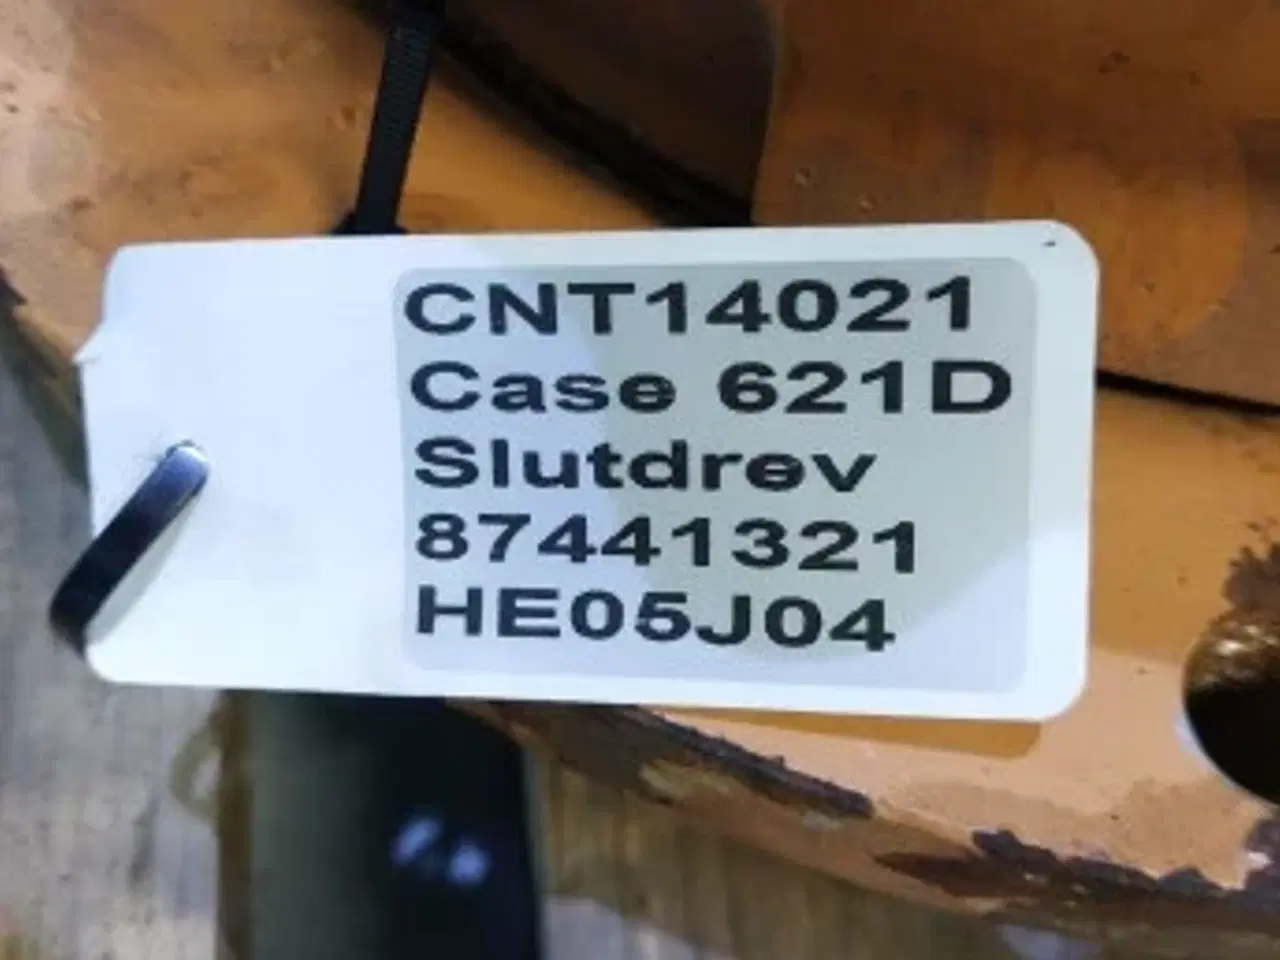 CNT14021
Case 621D
Slutdrev
87441321
HE05J04